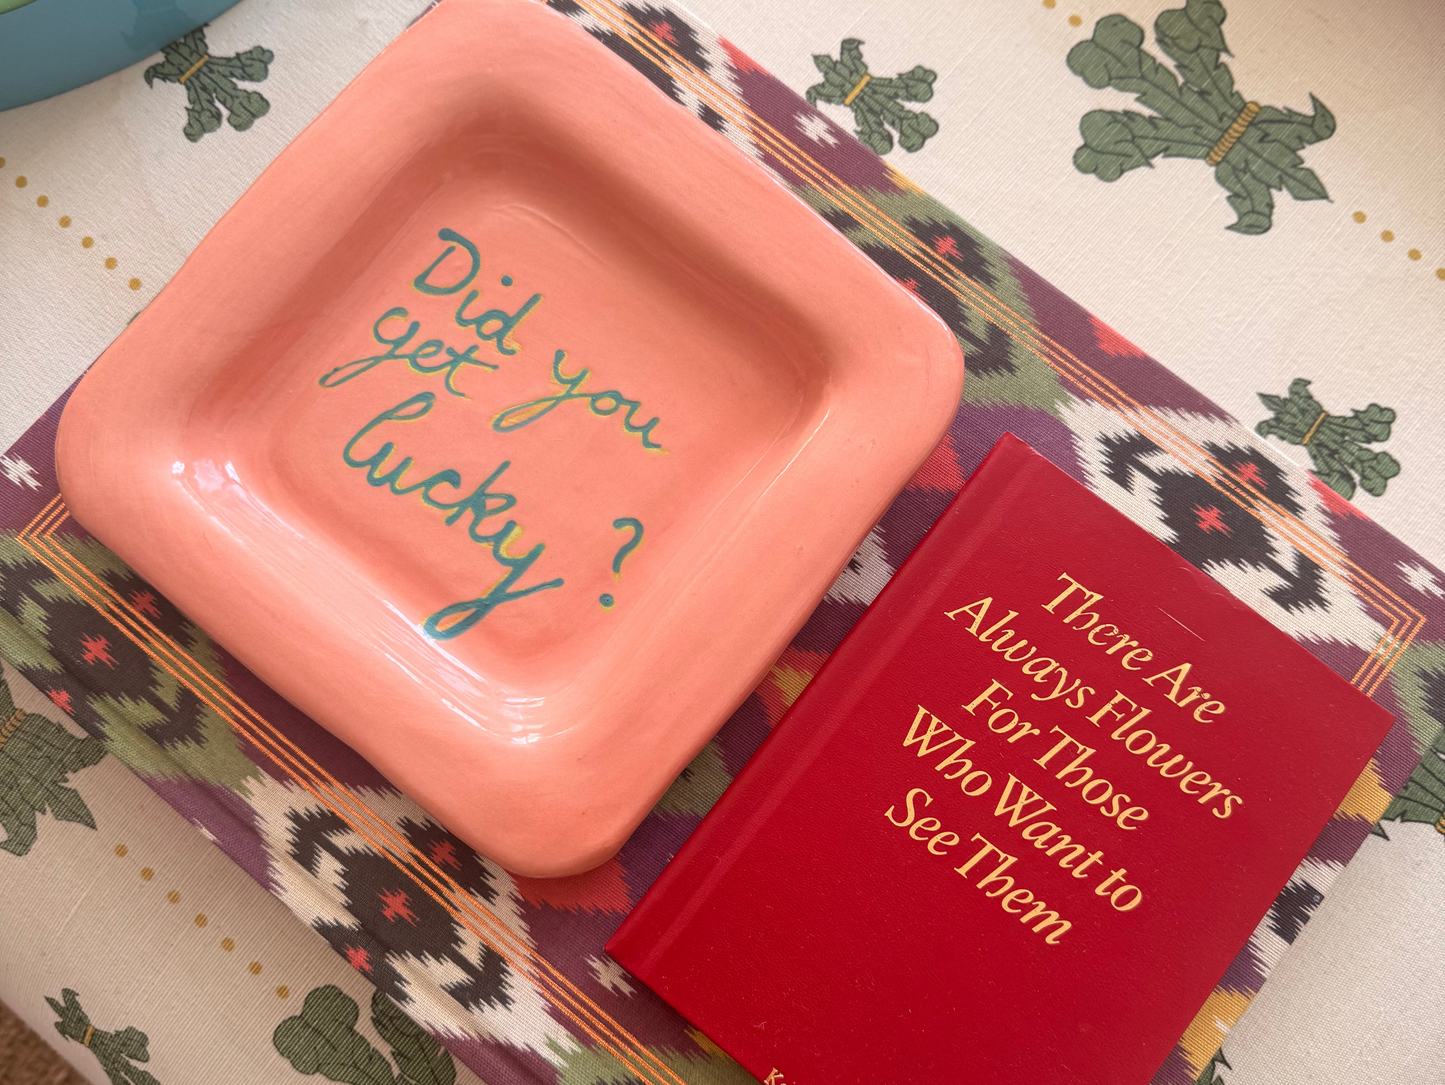 Did you
get
lucky ?
There Are
Always Flowers
For Those
Who Want to
See Them